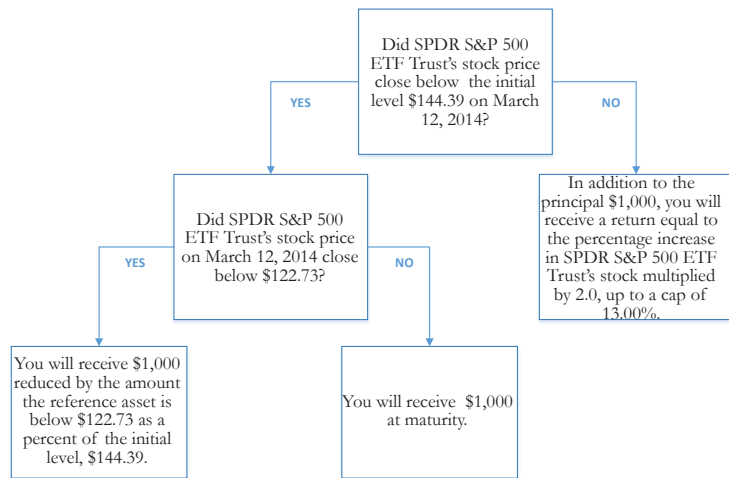 Did SPDR S&P 500
ETF Trust's stock price
close below the initial
level $144.39 on March
12, 2014?
YES
NO
Did SPDR S&P 500
ETF Trust's stock price
on March 12, 2014 close
below $122.73?
In addition to the
principal $1,000, you will
receive a return equal to
the percentage increase
in SPDR S&P 500 ETF
Trust's stock multiplied
by 2.0, up to a cap of
13.00%.
YES
NO
You will receive $1,000
reduced by the amount
the reference asset is
below $122.73 as a
percent of the initial
level, $144.39.
You will receive $1,000
at maturity.